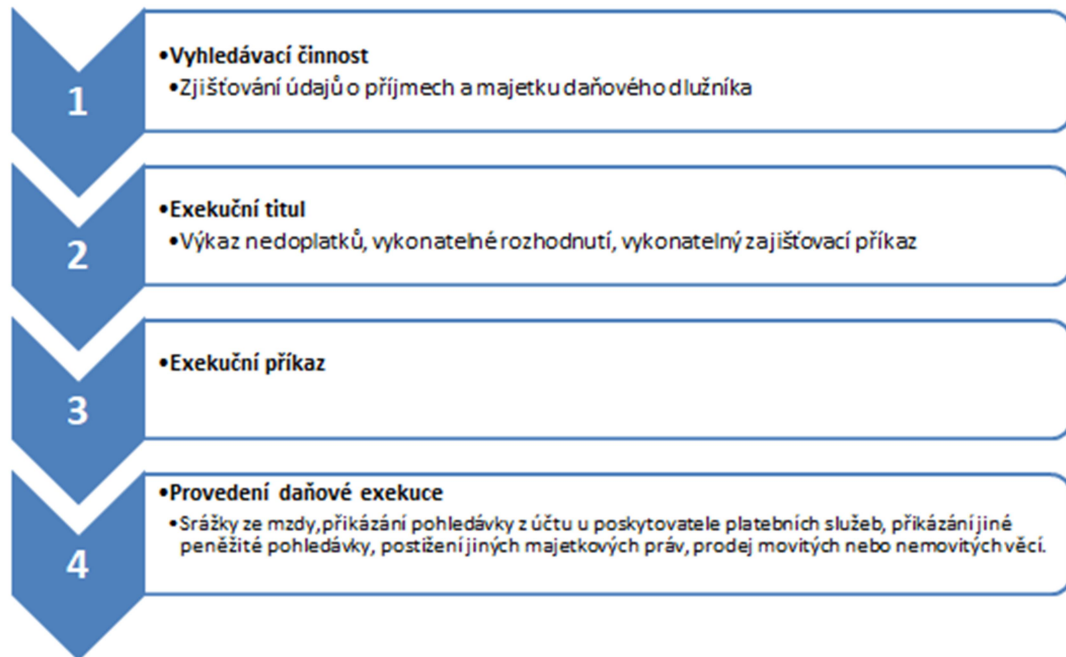 1
•Vyhledávací činnost
•Zjišťování údajů o příjmech a majetku daňového dlužníka
2
•Exekuční titul
•Výkaz nedoplatků, vykonatelné rozhodnutí, vykonatelný zajišťovací příkaz
3
•Exekuční příkaz
4
•Provedení daňové exekuce
•Srážky ze mzdy,přikázání pohledávky z účtu u poskytovatele platebních služeb, přikázání jiné
peněžité pohledávky, postižení jiných majetkových práv, prodej movitých nebo nemovitých věcí.